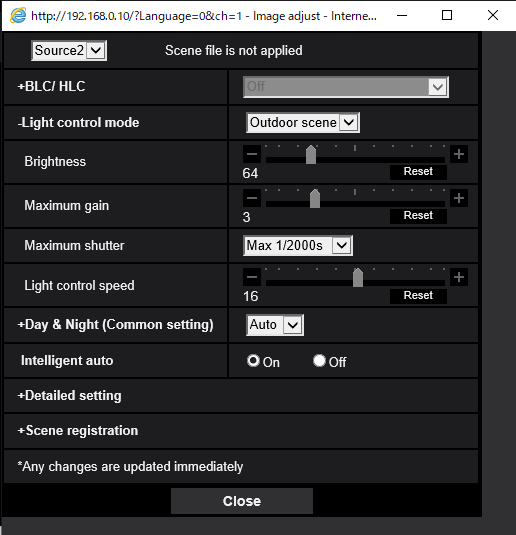 http://192.168.0.10/?Language=0&ch=1 - Image adjust - Interne...
Source2 Scene file is not applied
+BLC/ HLC Off
-Light control mode Outdoor scene
Brightness 64 Reset
Maximum gain 3 Reset
Maximum shutter Max 1/2000s
Light control speed 16 Reset
+Day & Night (Common setting) Auto
Intelligent auto On Off
+Detailed setting
+Scene registration
*Any changes are updated immediately
Close